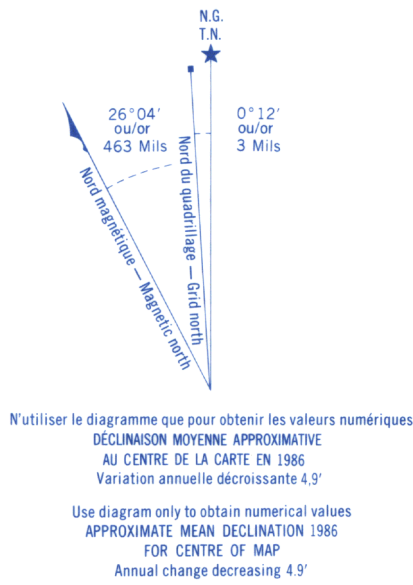 N.G.
T.N.
26°04′
ou/or
463 Mils
0°12′
ou/or
3 Mils
Nord magnétique — Magnetic north
Nord du quadrillage — Grid north
N'utiliser le diagramme que pour obtenir les valeurs numériques
DÉCLINAISON MOYENNE APPROXIMATIVE
AU CENTRE DE LA CARTE EN 1986
Variation annuelle décroissante 4,9′
Use diagram only to obtain numerical values
APPROXIMATE MEAN DECLINATION 1986
FOR CENTRE OF MAP
Annual change decreasing 4.9′